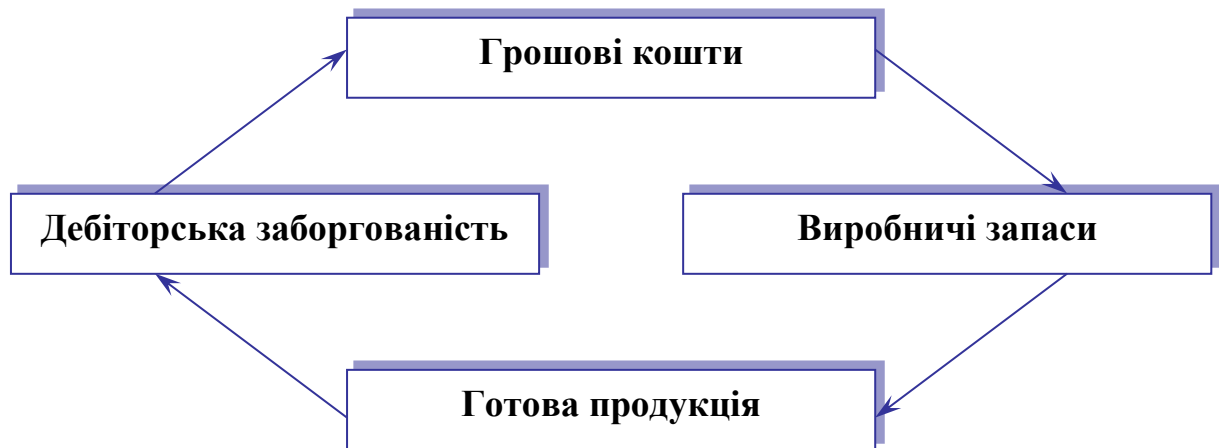 Грошові кошти
Дебіторська заборгованість
Виробничі запаси
Готова продукція